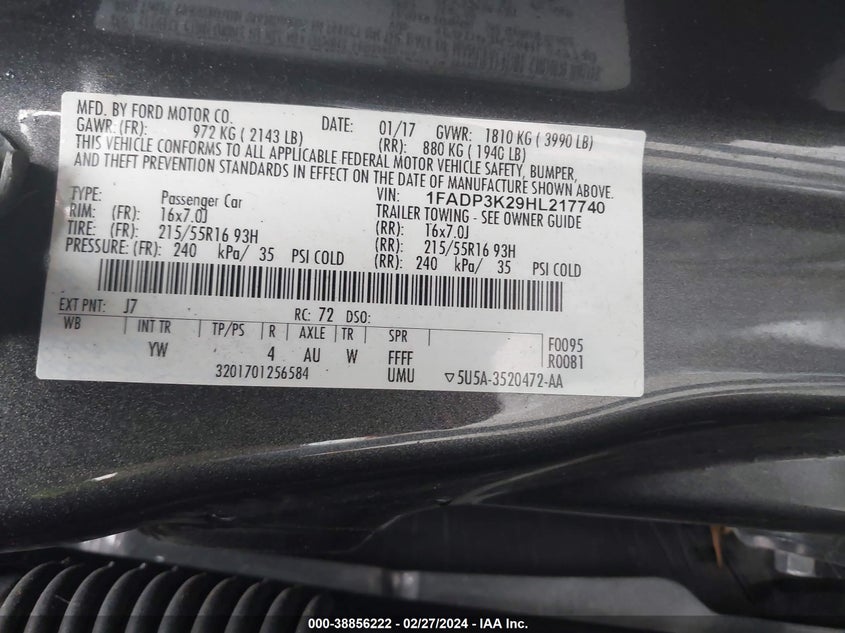 MFD. BY FORD MOTOR CO.
DATE: 01/17 GVWR: 1810 KG ( 3990 LB)
GAWR: (FR): 972 KG ( 2143 LB) (RR): 880 KG ( 1940 LB)
THIS VEHICLE CONFORMS TO ALL APPLICABLE FEDERAL MOTOR VEHICLE SAFETY, BUMPER,
AND THEFT PREVENTION STANDARDS IN EFFECT ON THE DATE OF MANUFACTURE SHOWN ABOVE.
VIN: 1FADP3K29HL217740
TYPE: Passenger Car TRAILER TOWING - SEE OWNER GUIDE
RIM: (FR): 16x7.0J (RR): 16x7.0J
TIRE: (FR): 215/55R16 93H (RR): 215/55R16 93H
PRESSURE: (FR): 240 kPa/ 35 PSI COLD (RR): 240 kPa/ 35 PSI COLD
EXT PNT: J7 RC: 72 DSO:
WB INT TR TP/PS R AXLE TR SPR F0095
YW 4 AU W FFFF R0081
3201701256584 UMU ▽5U5A-3520472-AA
000-38856222 - 02/27/2024 - IAA Inc.